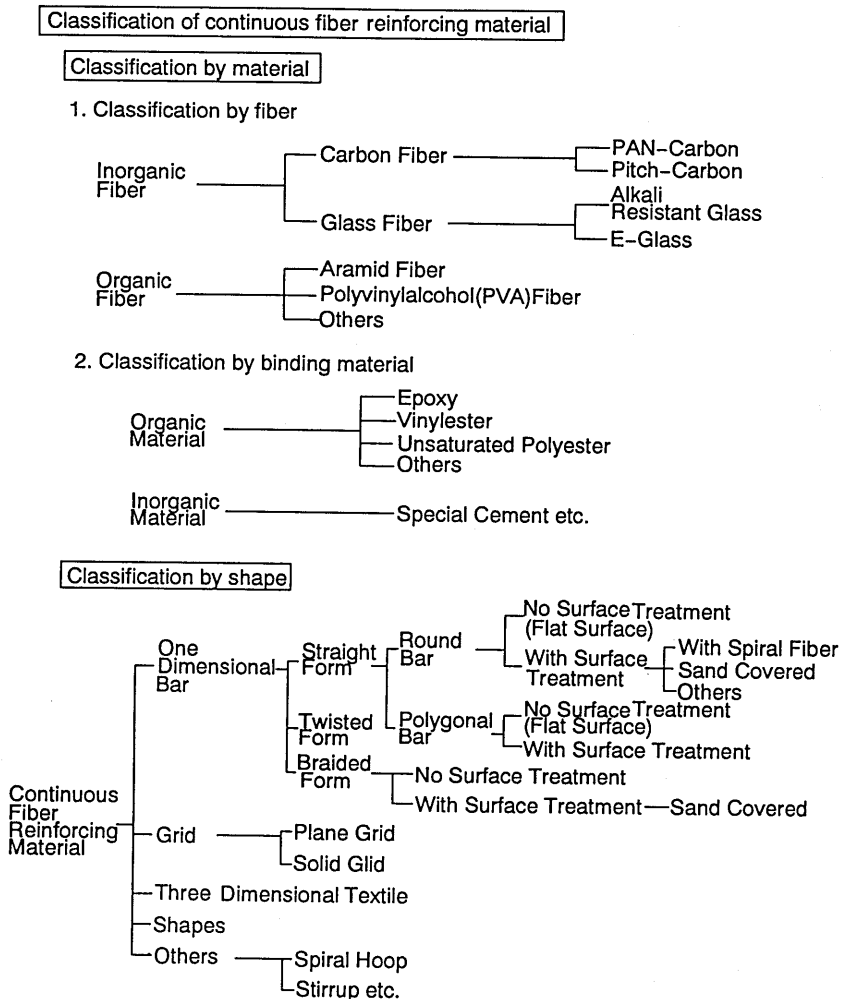 Classification of continuous fiber reinforcing material
Classification by material
1. Classification by fiber
Inorganic
Fiber
Carbon Fiber
PAN-Carbon
Pitch-Carbon
Glass Fiber
Alkali
Resistant Glass
E-Glass
Organic
Fiber
Aramid Fiber
Polyvinylalcohol(PVA)Fiber
Others
2. Classification by binding material
Organic
Material
Epoxy
Vinylester
Unsaturated Polyester
Others
Inorganic
Material
Special Cement etc.
Classification by shape
Continuous
Fiber
Reinforcing
Material
One
Dimensional
Bar
Straight
Form
Round
Bar
No Surface Treatment
(Flat Surface)
With Surface
Treatment
With Spiral Fiber
Sand Covered
Others
Polygonal
Bar
No Surface Treatment
(Flat Surface)
With Surface Treatment
Twisted
Form
Braided
Form
No Surface Treatment
With Surface Treatment
Sand Covered
Grid
Plane Grid
Solid Glid
Three Dimensional Textile
Shapes
Others
Spiral Hoop
Stirrup etc.